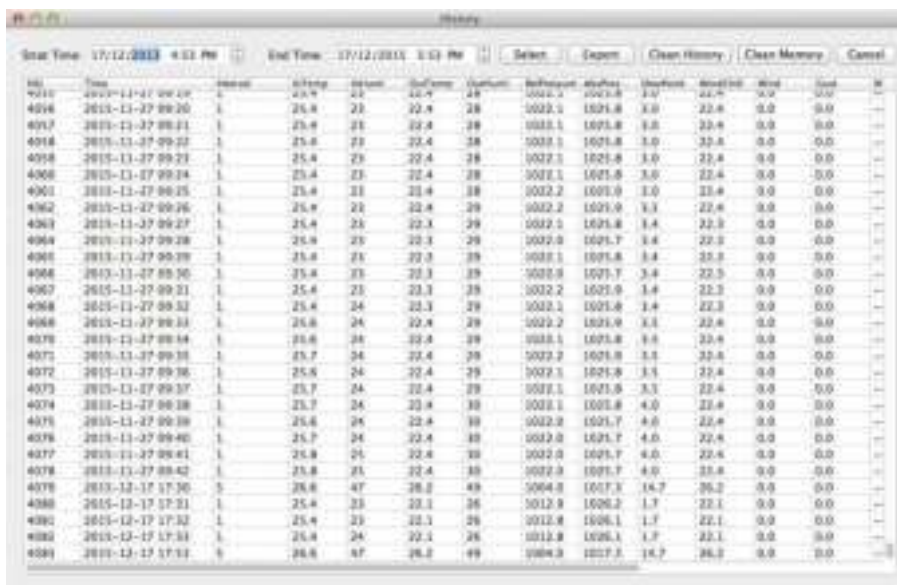 History
Start Time: 17/12/2013 4:53 PM End Time: 17/12/2015 5:53 PM Select Export Clean History Clean Memory Cancel
Time Interval InTemp OutTemp OutHumi AbsPress DewPoint WindChill Wind Gust
4056 2015-11-27 09:20 1 25.4 23 22.4 28 1022.1 1025.8 3.0 22.4 0.0 0.0
4057 2015-11-27 09:21 1 25.4 23 22.4 28 1022.1 1025.8 3.0 22.4 0.0 0.0
4058 2015-11-27 09:22 1 25.4 23 22.4 28 1022.1 1025.8 3.0 22.4 0.0 0.0
4059 2015-11-27 09:23 1 25.4 23 22.4 28 1022.1 1025.8 3.0 22.4 0.0 0.0
4060 2015-11-27 09:24 1 25.4 23 22.4 28 1022.1 1025.8 3.0 22.4 0.0 0.0
4061 2015-11-27 09:25 1 25.4 23 22.4 28 1022.2 1025.9 3.0 22.4 0.0 0.0
4062 2015-11-27 09:26 1 25.4 23 22.4 29 1022.2 1025.9 22.4 0.0 0.0
4063 2015-11-27 09:27 1 25.4 23 22.3 29 1022.1 1025.8 3.4 22.3 0.0 0.0
4064 2015-11-27 09:28 1 25.4 23 22.3 29 1022.0 1025.7 3.4 22.3 0.0 0.0
4065 2015-11-27 09:29 1 25.4 23 22.3 29 1022.1 1025.8 3.4 22.3 0.0 0.0
4066 2015-11-27 09:30 1 25.4 23 22.3 29 1022.0 1025.7 3.4 22.3 0.0 0.0
4067 2015-11-27 09:31 1 25.4 23 22.3 29 1022.2 1025.9 3.4 22.3 0.0 0.0
4068 2015-11-27 09:32 1 25.4 24 22.3 29 1022.1 1025.8 3.4 22.3 0.0 0.0
4069 2015-11-27 09:33 1 25.6 24 22.4 29 1022.2 1025.9 3.5 22.4 0.0 0.0
4070 2015-11-27 09:34 1 25.6 24 22.4 29 1022.1 1025.8 3.5 22.4 0.0 0.0
4071 2015-11-27 09:35 1 25.7 24 22.4 29 1022.2 1025.9 3.5 22.4 0.0 0.0
4072 2015-11-27 09:36 1 25.6 24 22.4 29 1022.1 1025.8 3.5 22.4 0.0 0.0
4073 2015-11-27 09:37 1 25.7 24 22.4 29 1022.1 1025.8 3.5 22.4 0.0 0.0
4074 2015-11-27 09:38 1 25.7 24 22.4 30 1022.1 1025.8 4.0 22.4 0.0 0.0
4075 2015-11-27 09:39 1 25.6 24 22.4 30 1022.0 1025.7 4.0 22.4 0.0 0.0
4076 2015-11-27 09:40 1 25.7 24 22.4 30 1022.0 1025.7 4.0 22.4 0.0 0.0
4077 2015-11-27 09:41 1 25.8 25 22.4 30 1022.0 1025.7 4.0 22.4 0.0 0.0
4078 2015-11-27 09:42 1 25.8 25 22.4 30 1022.0 1025.7 4.0 22.4 0.0 0.0
4079 2015-12-17 17:30 5 26.6 47 26.2 49 1004.0 1017.3 14.7 26.2 0.0 0.0
4080 2015-12-17 17:31 1 25.4 23 22.1 26 1012.9 1026.2 1.7 22.1 0.0 0.0
4081 2015-12-17 17:32 1 25.4 23 22.1 26 1012.8 1026.1 1.7 22.1 0.0 0.0
4082 2015-12-17 17:33 1 25.4 24 22.1 26 1012.8 1026.1 1.7 22.1 0.0 0.0
4083 2015-12-17 17:53 5 26.6 47 26.2 49 1004.0 1017.3 14.7 26.2 0.0 0.0